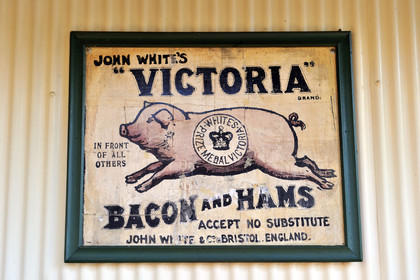 JOHN WHITE'S
"VICTORIA"
BRAND.
WHITES
PRIZE MEDAL VICTORIA
IN FRONT
OF ALL
OTHERS
BACON AND HAMS
ACCEPT NO SUBSTITUTE
JOHN WHITE & Co. BRISTOL. ENGLAND.